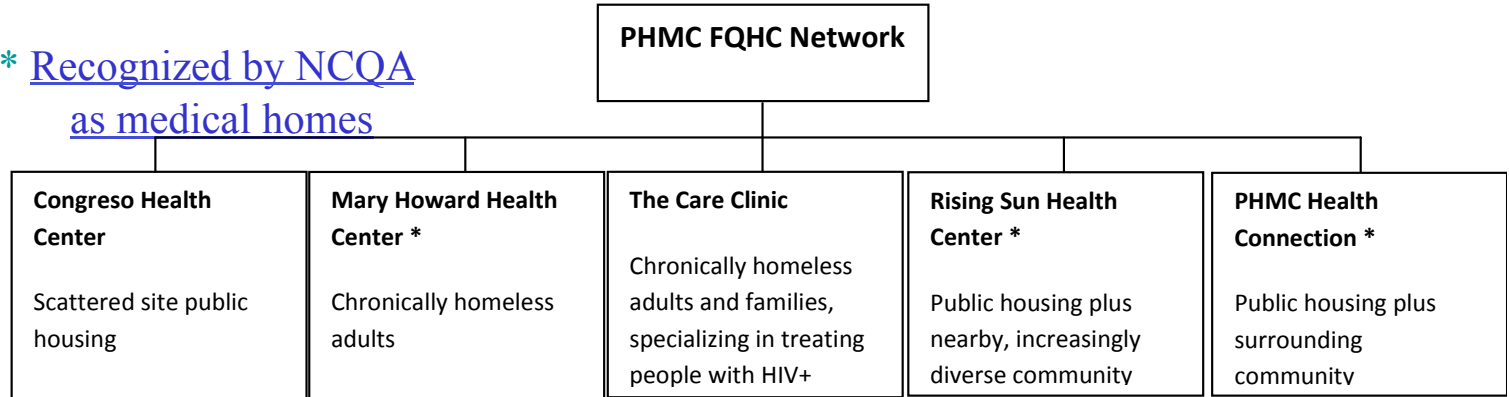 PHMC FQHC Network
* Recognized by NCQA
as medical homes
Congreso Health
Center
Scattered site public
housing
Mary Howard Health
Center *
Chronically homeless
adults
The Care Clinic
Chronically homeless
adults and families,
specializing in treating
people with HIV+
Rising Sun Health
Center *
Public housing plus
nearby, increasingly
diverse community
PHMC Health
Connection *
Public housing plus
surrounding
community